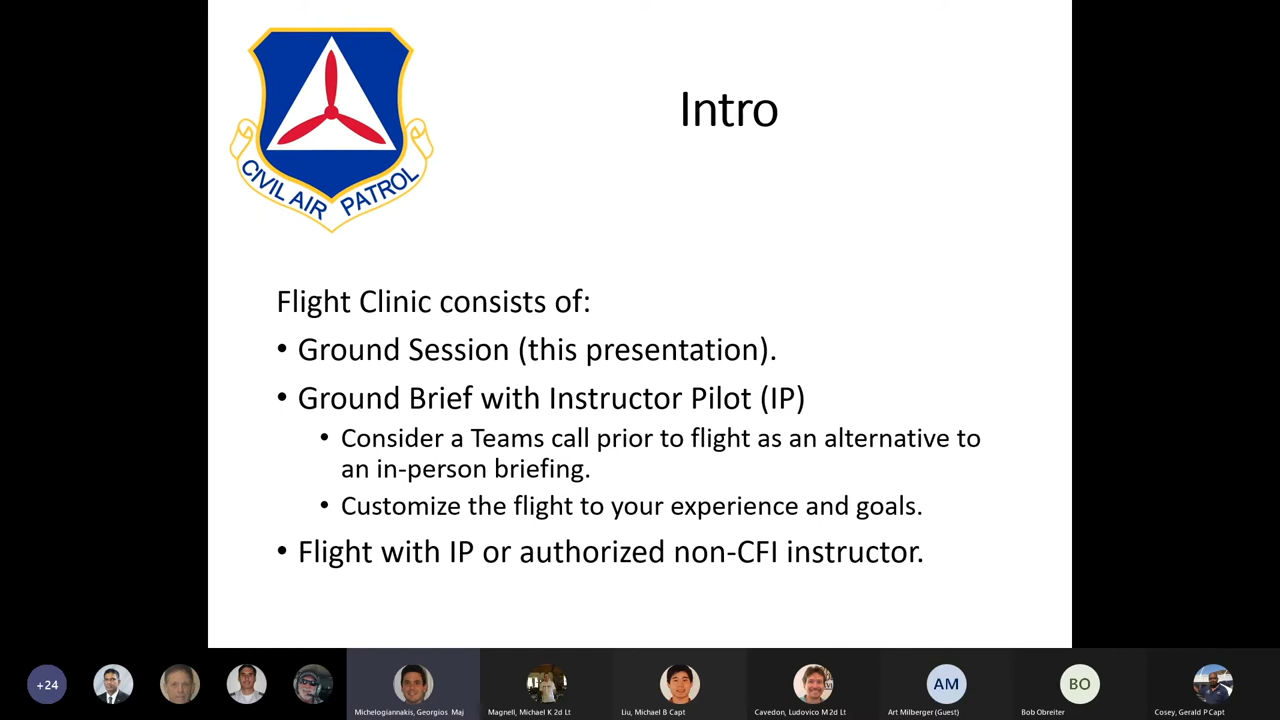 Intro
CIVIL AIR PATROL
Flight Clinic consists of:
• Ground Session (this presentation).
• Ground Brief with Instructor Pilot (IP)
• Consider a Teams call prior to flight as an alternative to
an in-person briefing.
• Customize the flight to your experience and goals.
• Flight with IP or authorized non-CFI instructor.
+24
Michelogiannakis, Georgios Maj
Magnell, Michael K 2d Lt
Liu, Michael B Capt
Cavedon, Ludovico M 2d Lt
AM
Art Milberger (Guest)
BO
Bob Obreiter
Cosey, Gerald P Capt